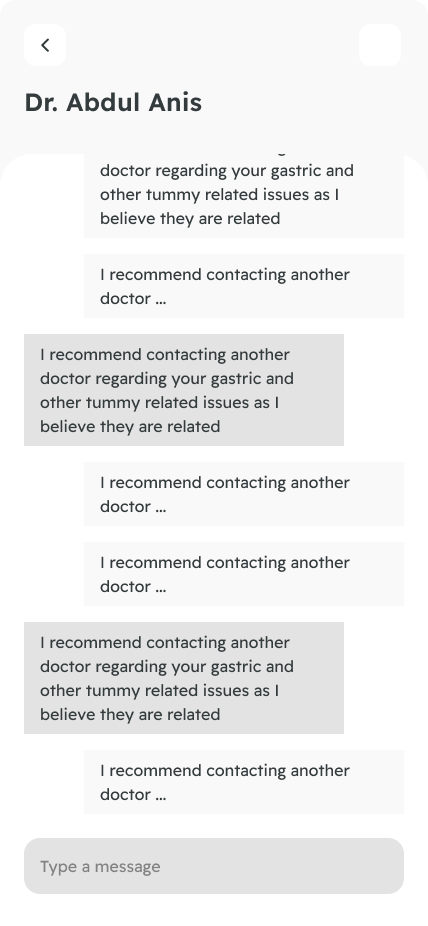 Dr. Abdul Anis
doctor regarding your gastric and
other tummy related issues as I
believe they are related
I recommend contacting another
doctor ...
I recommend contacting another
doctor regarding your gastric and
other tummy related issues as I
believe they are related
I recommend contacting another
doctor ...
I recommend contacting another
doctor ...
I recommend contacting another
doctor regarding your gastric and
other tummy related issues as I
believe they are related
I recommend contacting another
doctor ...
Type a message